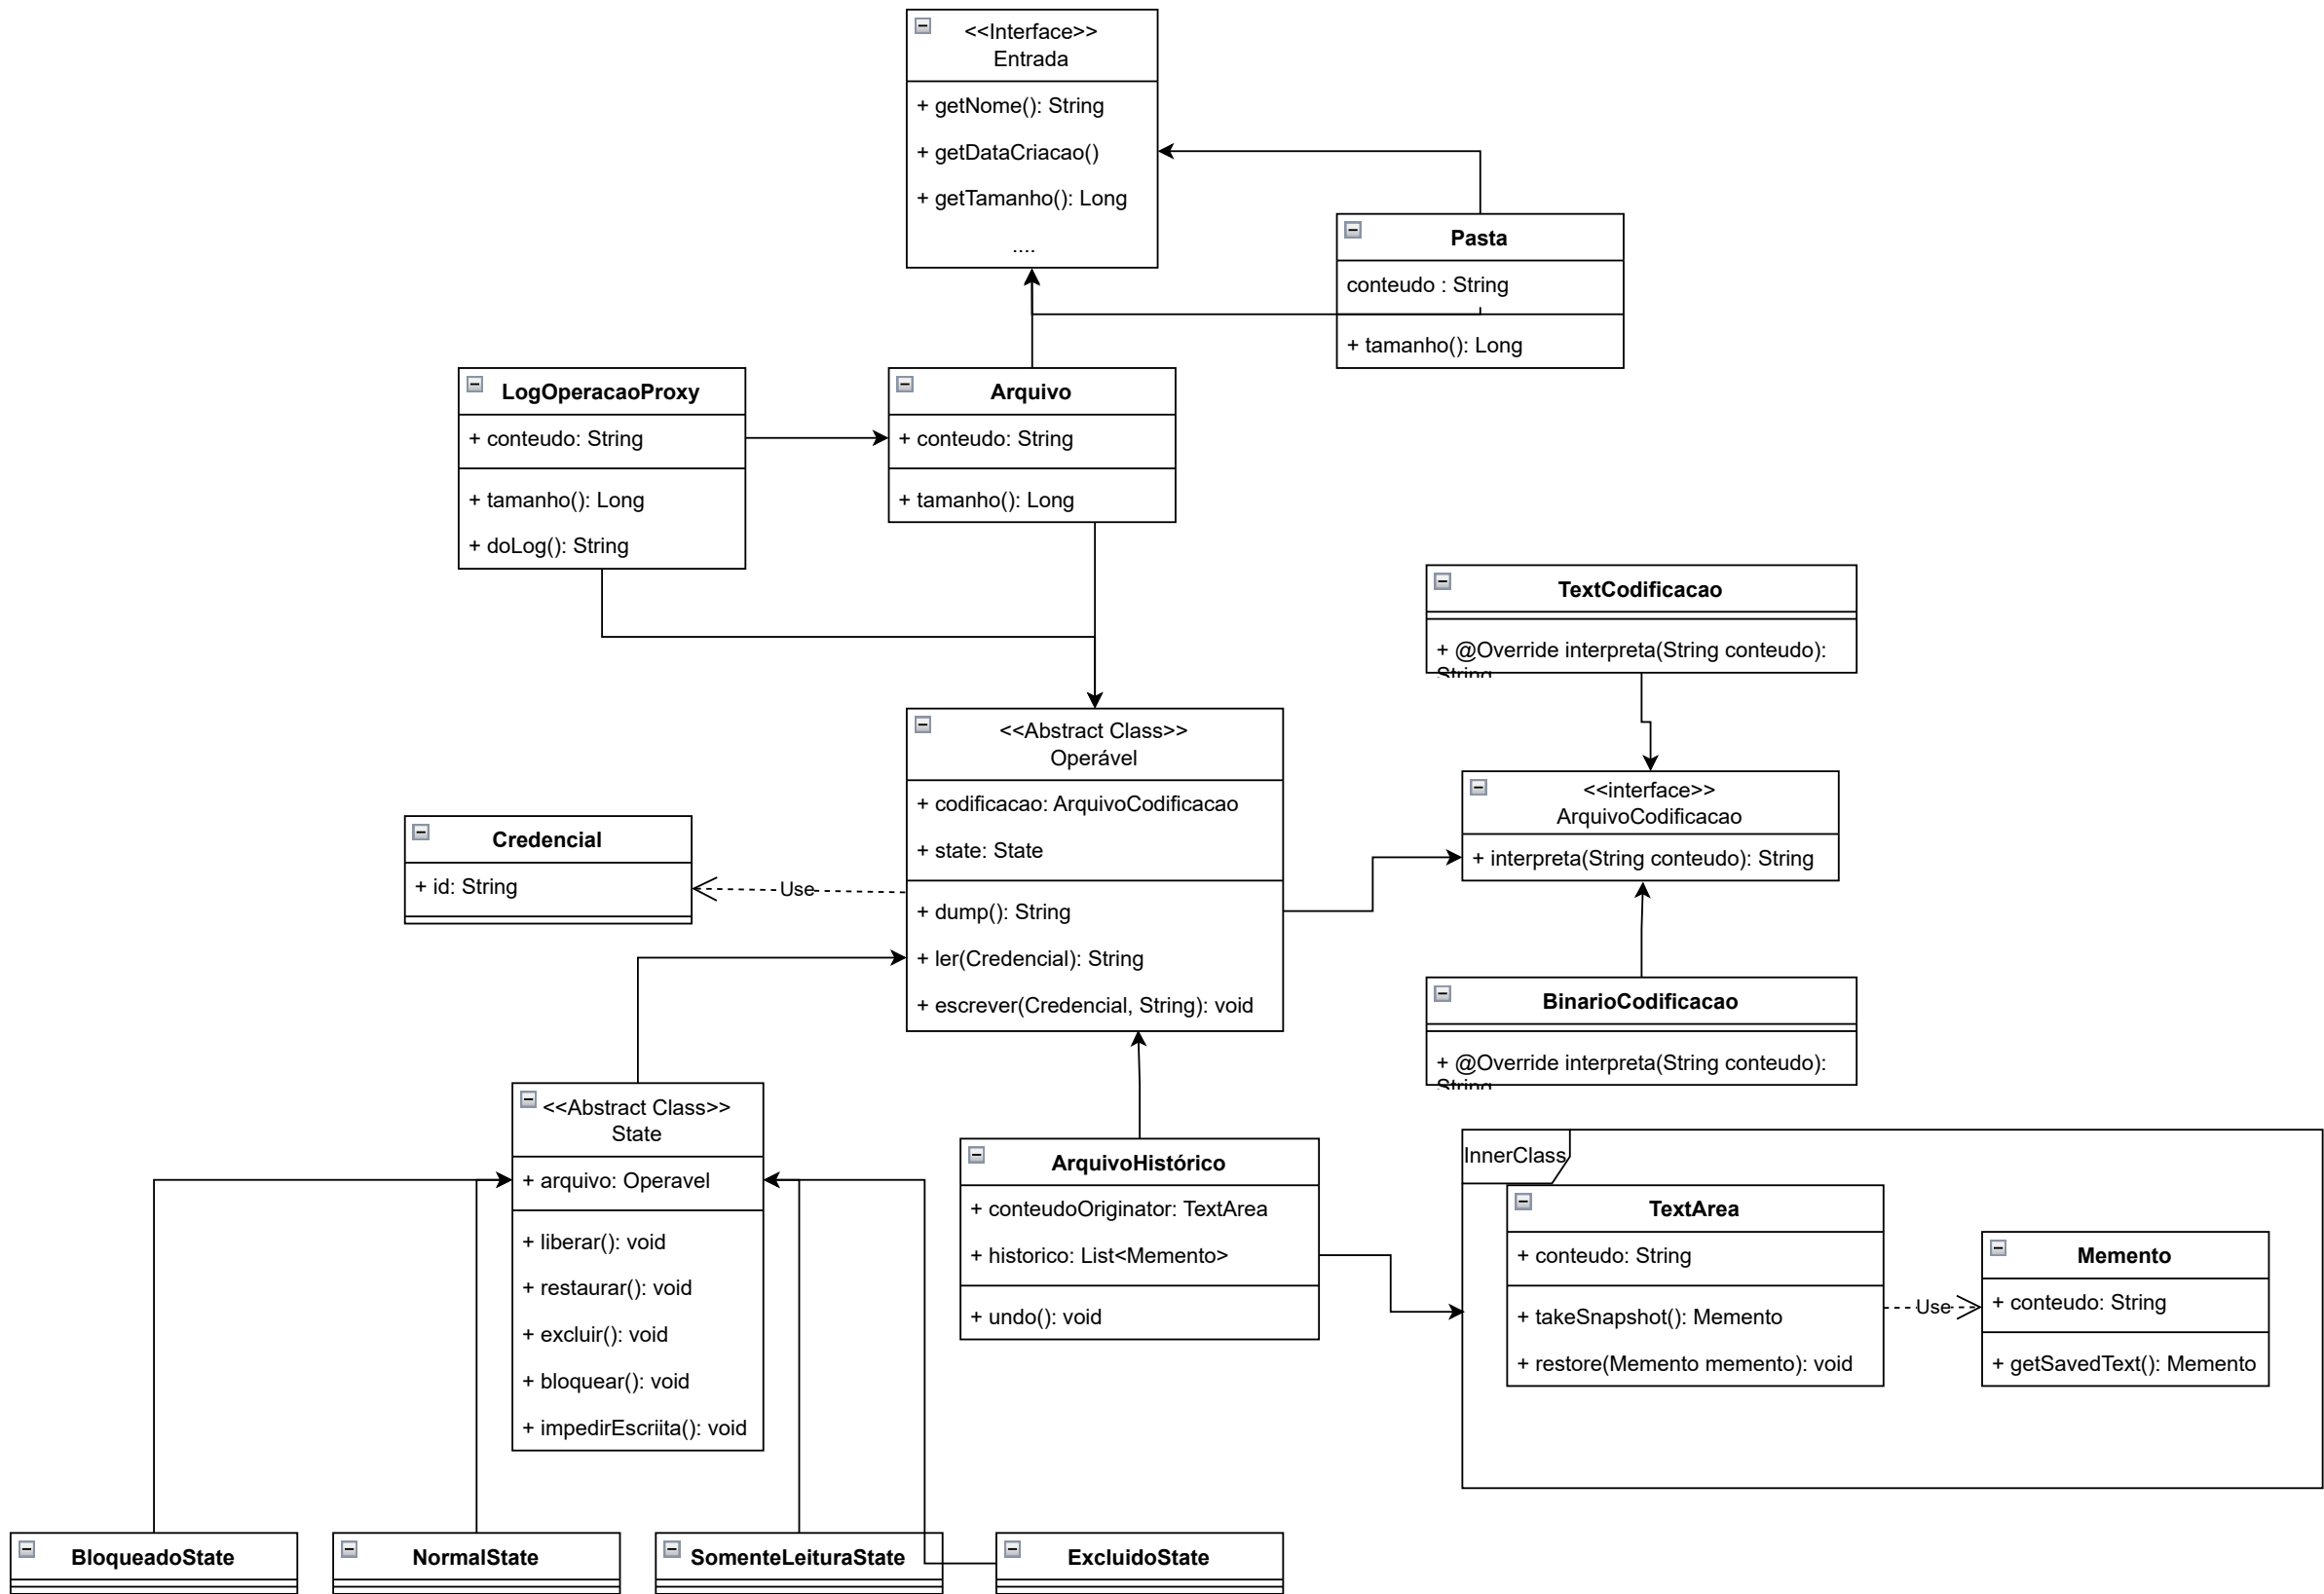 <<Interface>>
Entrada
+ getNome(): String
+ getDataCriacao()
+ getTamanho(): Long
....
Pasta
conteudo : String
+ tamanho(): Long
LogOperacaoProxy
+ conteudo: String
+ tamanho(): Long
+ doLog(): String
Arquivo
+ conteudo: String
+ tamanho(): Long
TextCodificacao
+ @Override interpreta(String conteudo):
String
<<Abstract Class>>
Operável
+ codificacao: ArquivoCodificacao
+ state: State
+ dump(): String
+ ler(Credencial): String
+ escrever(Credencial, String): void
<<interface>>
ArquivoCodificacao
+ interpreta(String conteudo): String
Credencial
+ id: String
Use
BinarioCodificacao
+ @Override interpreta(String conteudo):
String
<<Abstract Class>>
State
+ arquivo: Operavel
+ liberar(): void
+ restaurar(): void
+ excluir(): void
+ bloquear(): void
+ impedirEscriita(): void
ArquivoHistórico
+ conteudoOriginator: TextArea
+ historico: List<Memento>
+ undo(): void
InnerClass
TextArea
+ conteudo: String
+ takeSnapshot(): Memento
+ restore(Memento memento): void
Use
Memento
+ conteudo: String
+ getSavedText(): Memento
BloqueadoState
NormalState
SomenteLeituraState
ExcluidoState